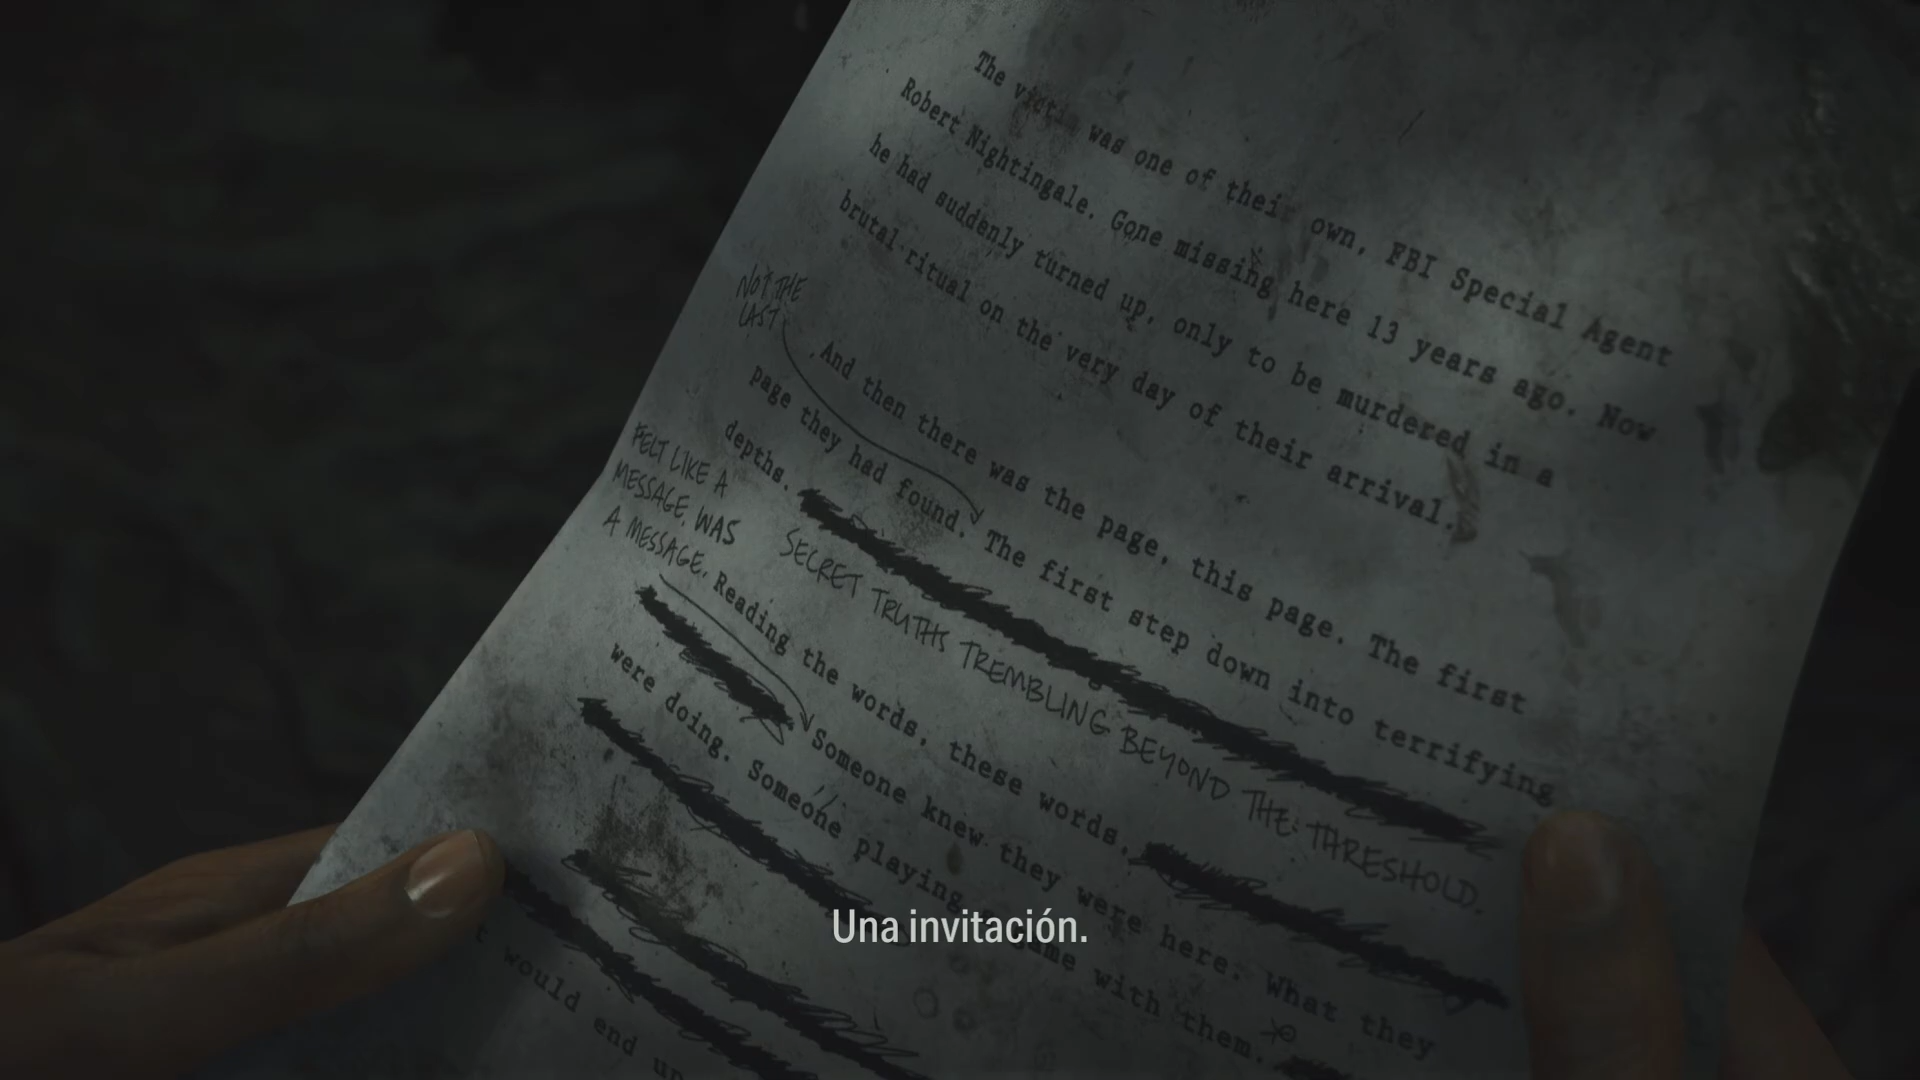 The victim was one of their own, FBI Special Agent
Robert Nightingale. Gone missing here 13 years ago. Now
he had suddenly turned up, only to be murdered in a
brutal ritual on the very day of their arrival.
NOT THE
LAST
And then there was the page, this page. The first
page they had found. The first step down into terrifying
depths.
SECRET TRUTHS TREMBLING BEYOND THE THRESHOLD.
FELT LIKE A
MESSAGE. WAS
A MESSAGE.
Reading the words, these words,
Someone knew they were here: What they
were doing. Someone playing with them.
would end up
Una invitación.